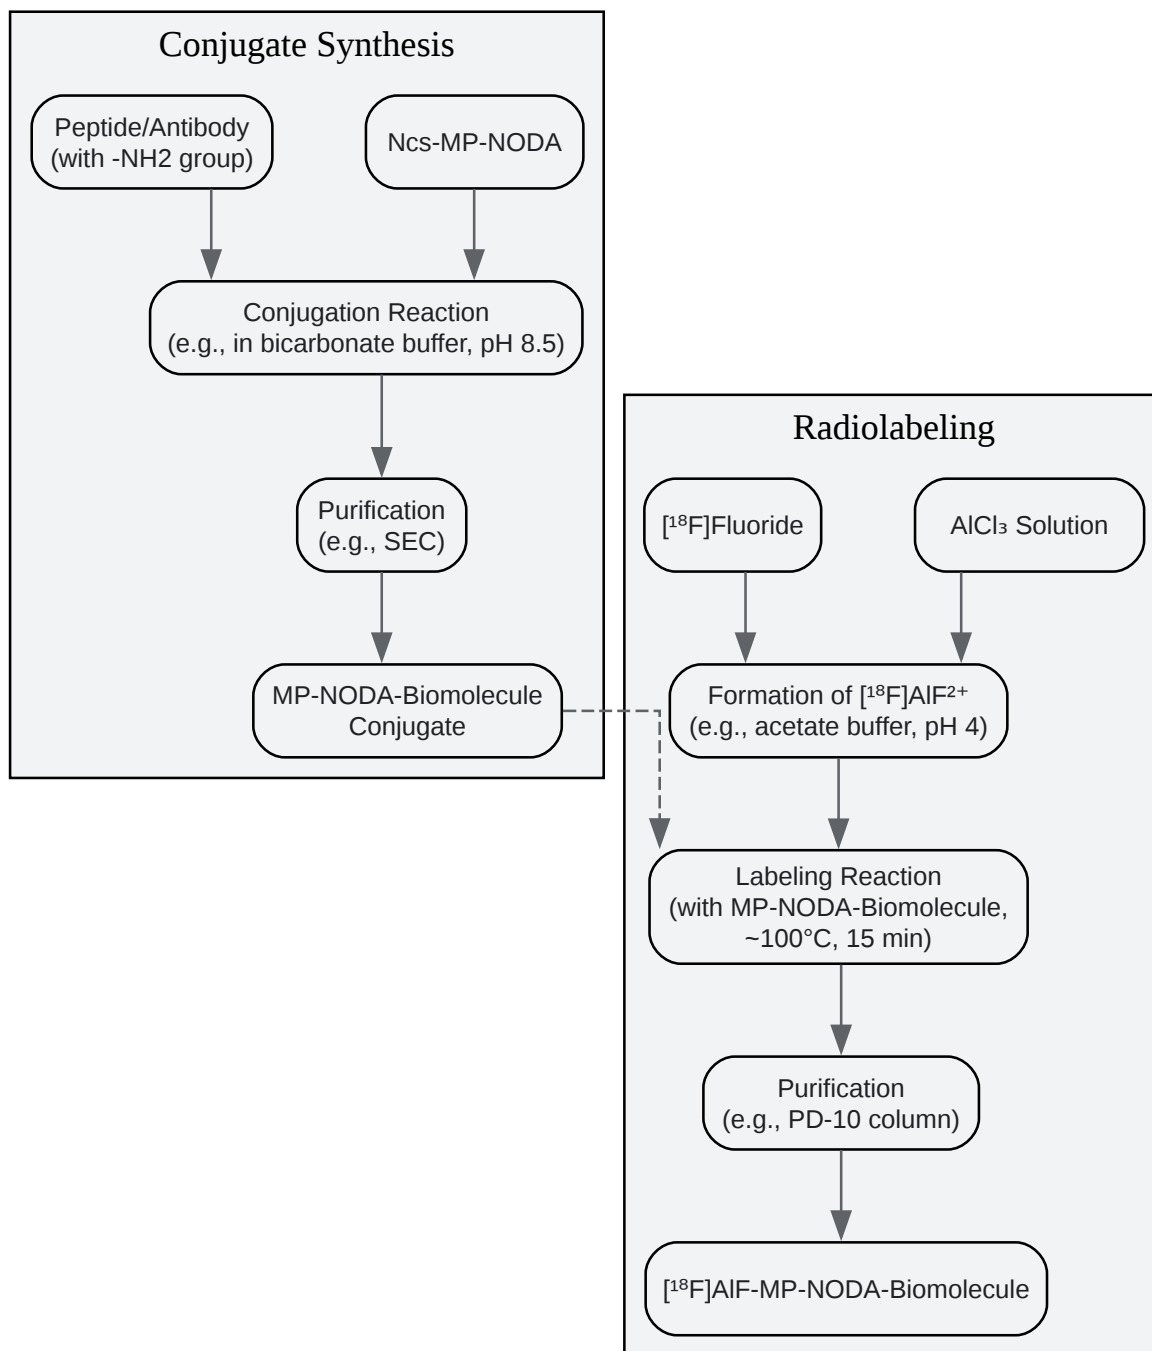 Conjugate Synthesis
Peptide/Antibody
(with -NH2 group)
Ncs-MP-NODA
Conjugation Reaction
(e.g., in bicarbonate buffer, pH 8.5)
Purification
(e.g., SEC)
MP-NODA-Biomolecule
Conjugate
Radiolabeling
[¹⁸F]Fluoride
AlCl₃ Solution
Formation of [¹⁸F]AlF²⁺
(e.g., acetate buffer, pH 4)
Labeling Reaction
(with MP-NODA-Biomolecule,
~100°C, 15 min)
Purification
(e.g., PD-10 column)
[¹⁸F]AlF-MP-NODA-Biomolecule